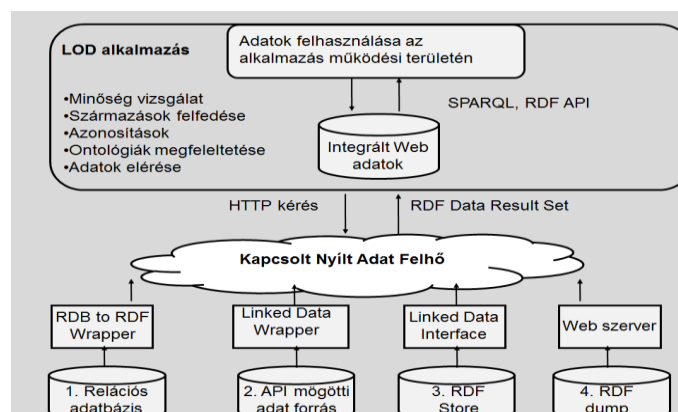 LOD alkalmazás
Adatok felhasználása az
alkalmazás működési területén
•Minőség vizsgálat
•Származások felfedése
•Azonosítások
•Ontológiák megfeleltetése
•Adatok elérése
SPARQL, RDF API
Integrált Web
adatok
HTTP kérés
RDF Data Result Set
Kapcsolt Nyílt Adat Felhő
RDB to RDF
Wrapper
Linked Data
Wrapper
Linked Data
Interface
Web szerver
1. Relációs
adatbázis
2. API mögötti
adat forrás
3. RDF
Store
4. RDF
dump